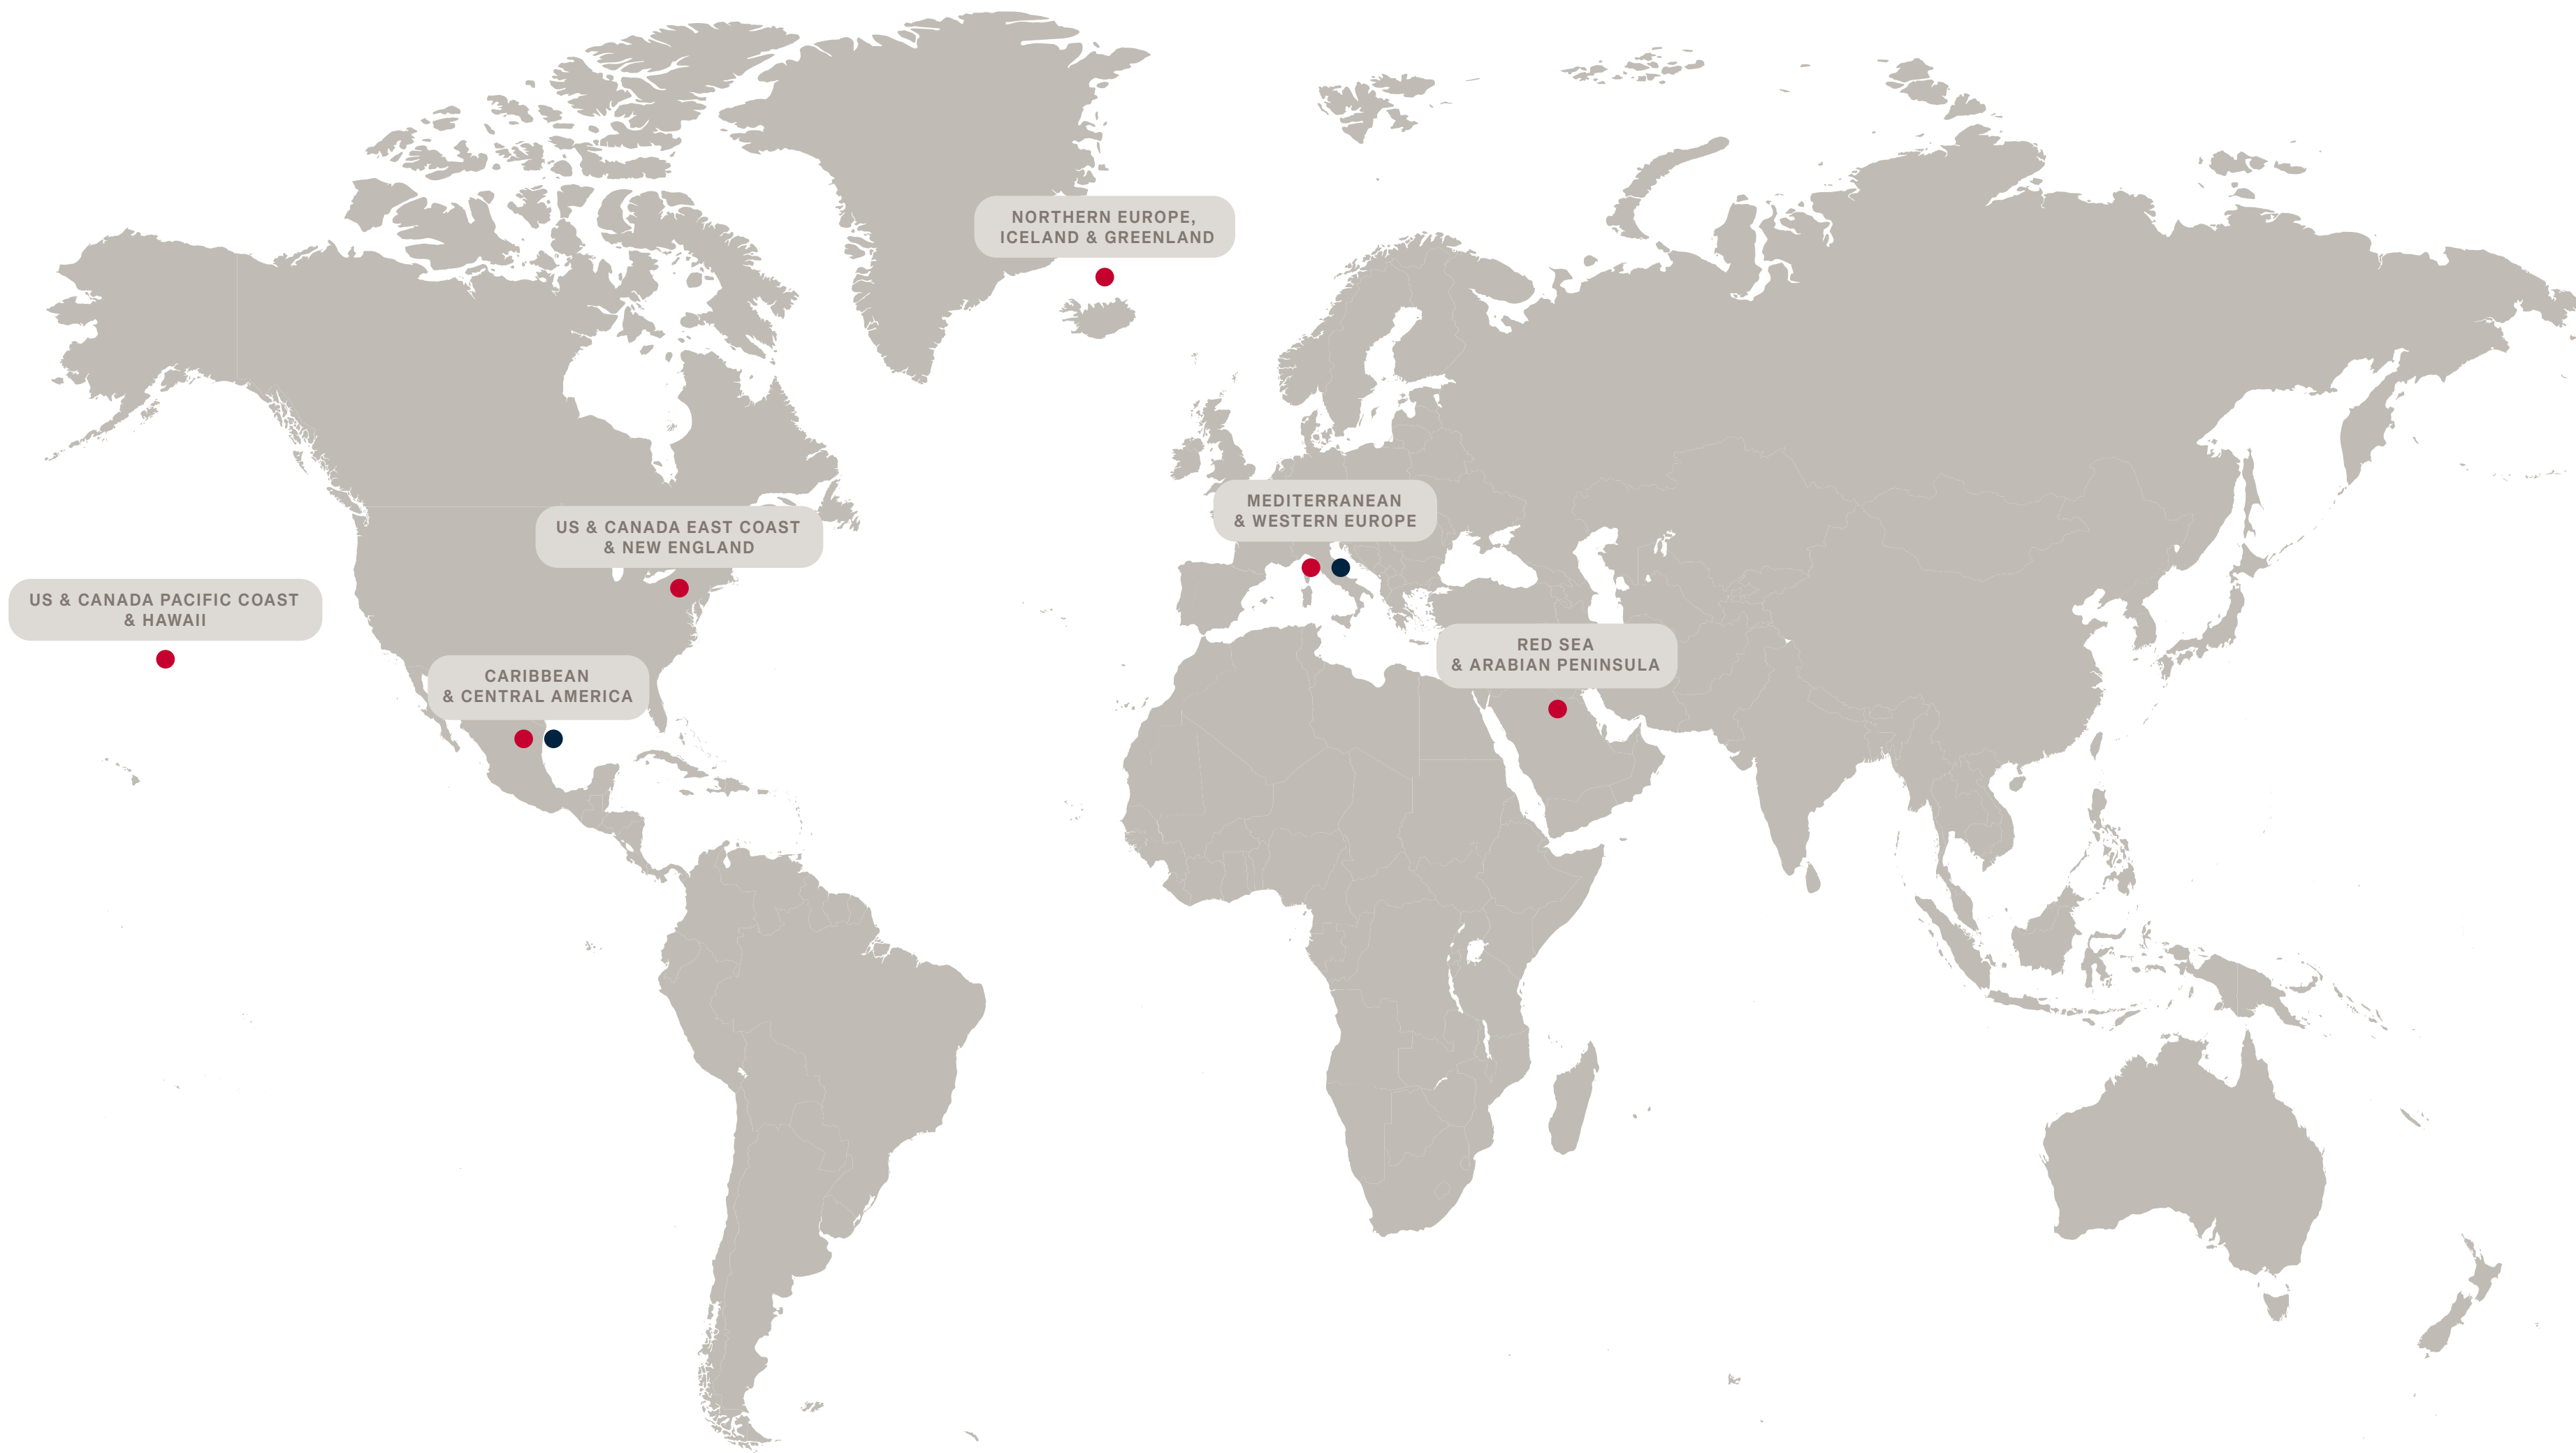 NORTHERN EUROPE,
ICELAND & GREENLAND
MEDITERRANEAN
& WESTERN EUROPE
US & CANADA EAST COAST
& NEW ENGLAND
US & CANADA PACIFIC COAST
& HAWAII
RED SEA
& ARABIAN PENINSULA
CARIBBEAN
& CENTRAL AMERICA